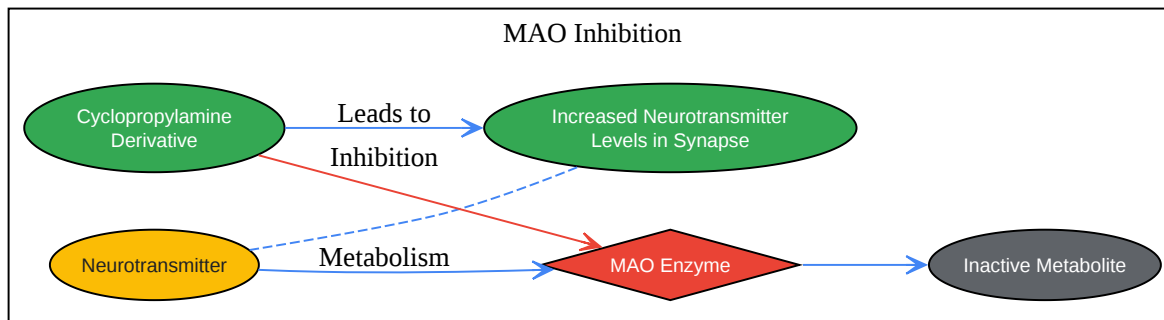 MAO Inhibition
Cyclopropylamine
Derivative
Leads to
Increased Neurotransmitter
Levels in Synapse
Inhibition
Neurotransmitter
Metabolism
MAO Enzyme
Inactive Metabolite